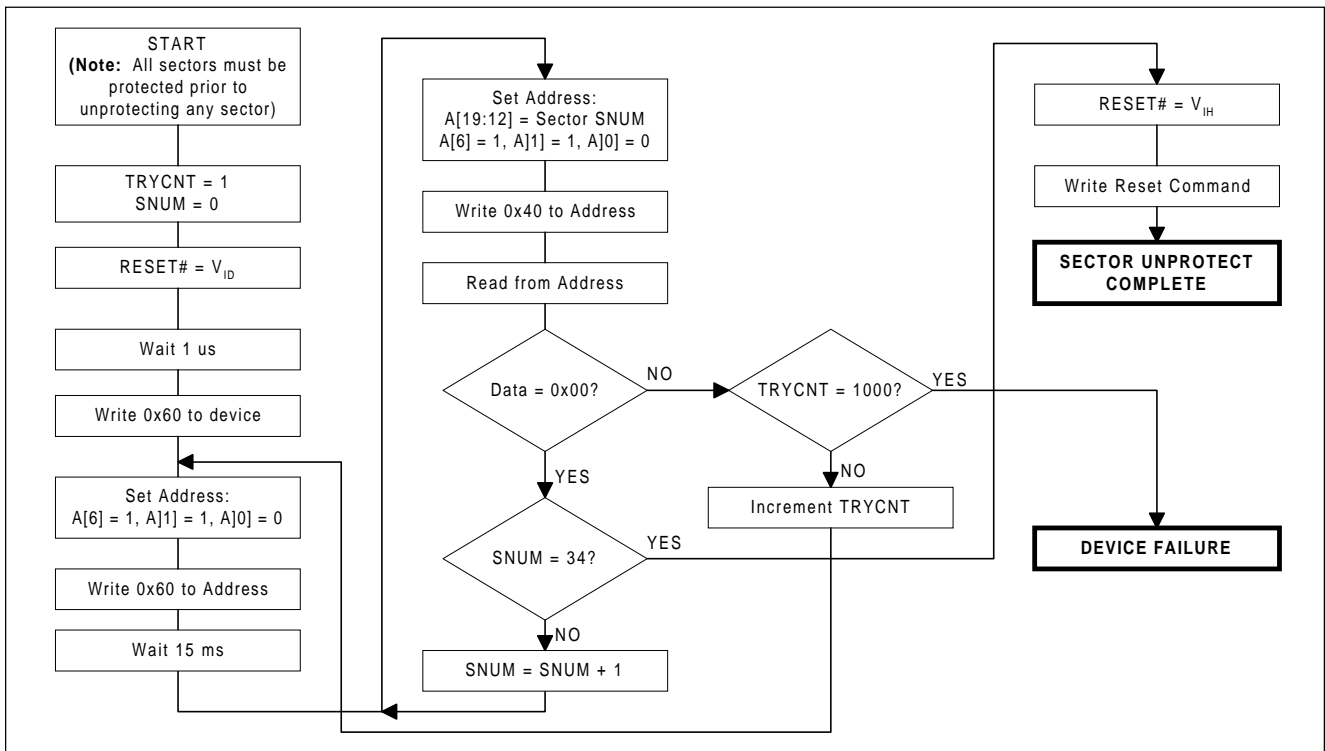 START
(Note: All sectors must be
protected prior to
unprotecting any sector)
TRYCNT = 1
SNUM = 0
RESET# = VID
Wait 1 us
Write 0x60 to device
Set Address:
A[6] = 1, A]1] = 1, A]0] = 0
Write 0x60 to Address
Wait 15 ms
Set Address:
A[19:12] = Sector SNUM
A[6] = 1, A]1] = 1, A]0] = 0
Write 0x40 to Address
Read from Address
Data = 0x00?
NO
YES
SNUM = 34?
YES
NO
SNUM = SNUM + 1
TRYCNT = 1000?
YES
NO
Increment TRYCNT
RESET# = VIH
Write Reset Command
SECTOR UNPROTECT
COMPLETE
DEVICE FAILURE